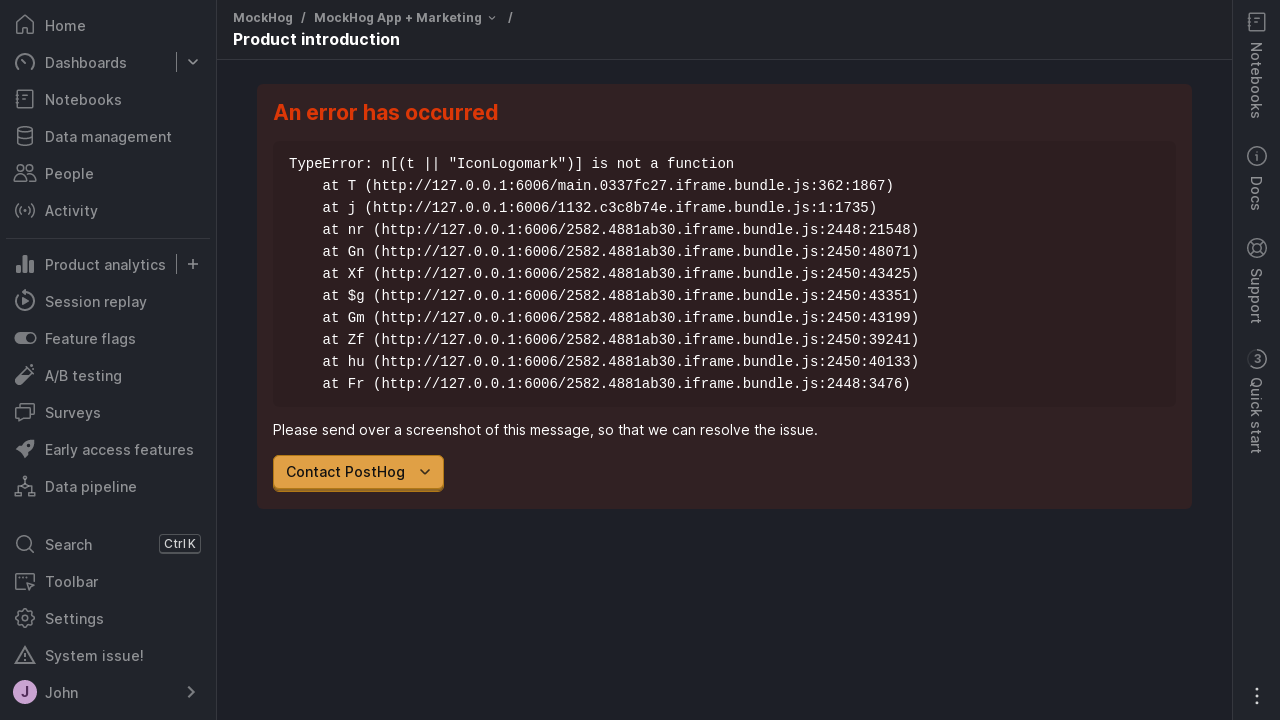 Home
Dashboards
Notebooks
Data management
People
Activity
Product analytics
Session replay
Feature flags
A/B testing
Surveys
Early access features
Data pipeline
Search Ctrl K
Toolbar
Settings
System issue!
J John
MockHog / MockHog App + Marketing /
Product introduction
An error has occurred
TypeError: n[(t || "IconLogomark")] is not a function
at T (http://127.0.0.1:6006/main.0337fc27.iframe.bundle.js:362:1867)
at j (http://127.0.0.1:6006/1132.c3c8b74e.iframe.bundle.js:1:1735)
at nr (http://127.0.0.1:6006/2582.4881ab30.iframe.bundle.js:2448:21548)
at Gn (http://127.0.0.1:6006/2582.4881ab30.iframe.bundle.js:2450:48071)
at Xf (http://127.0.0.1:6006/2582.4881ab30.iframe.bundle.js:2450:43425)
at $g (http://127.0.0.1:6006/2582.4881ab30.iframe.bundle.js:2450:43351)
at Gm (http://127.0.0.1:6006/2582.4881ab30.iframe.bundle.js:2450:43199)
at Zf (http://127.0.0.1:6006/2582.4881ab30.iframe.bundle.js:2450:39241)
at hu (http://127.0.0.1:6006/2582.4881ab30.iframe.bundle.js:2450:40133)
at Fr (http://127.0.0.1:6006/2582.4881ab30.iframe.bundle.js:2448:3476)
Please send over a screenshot of this message, so that we can resolve the issue.
Contact PostHog
Notebooks
Docs
Support
3
Quick start